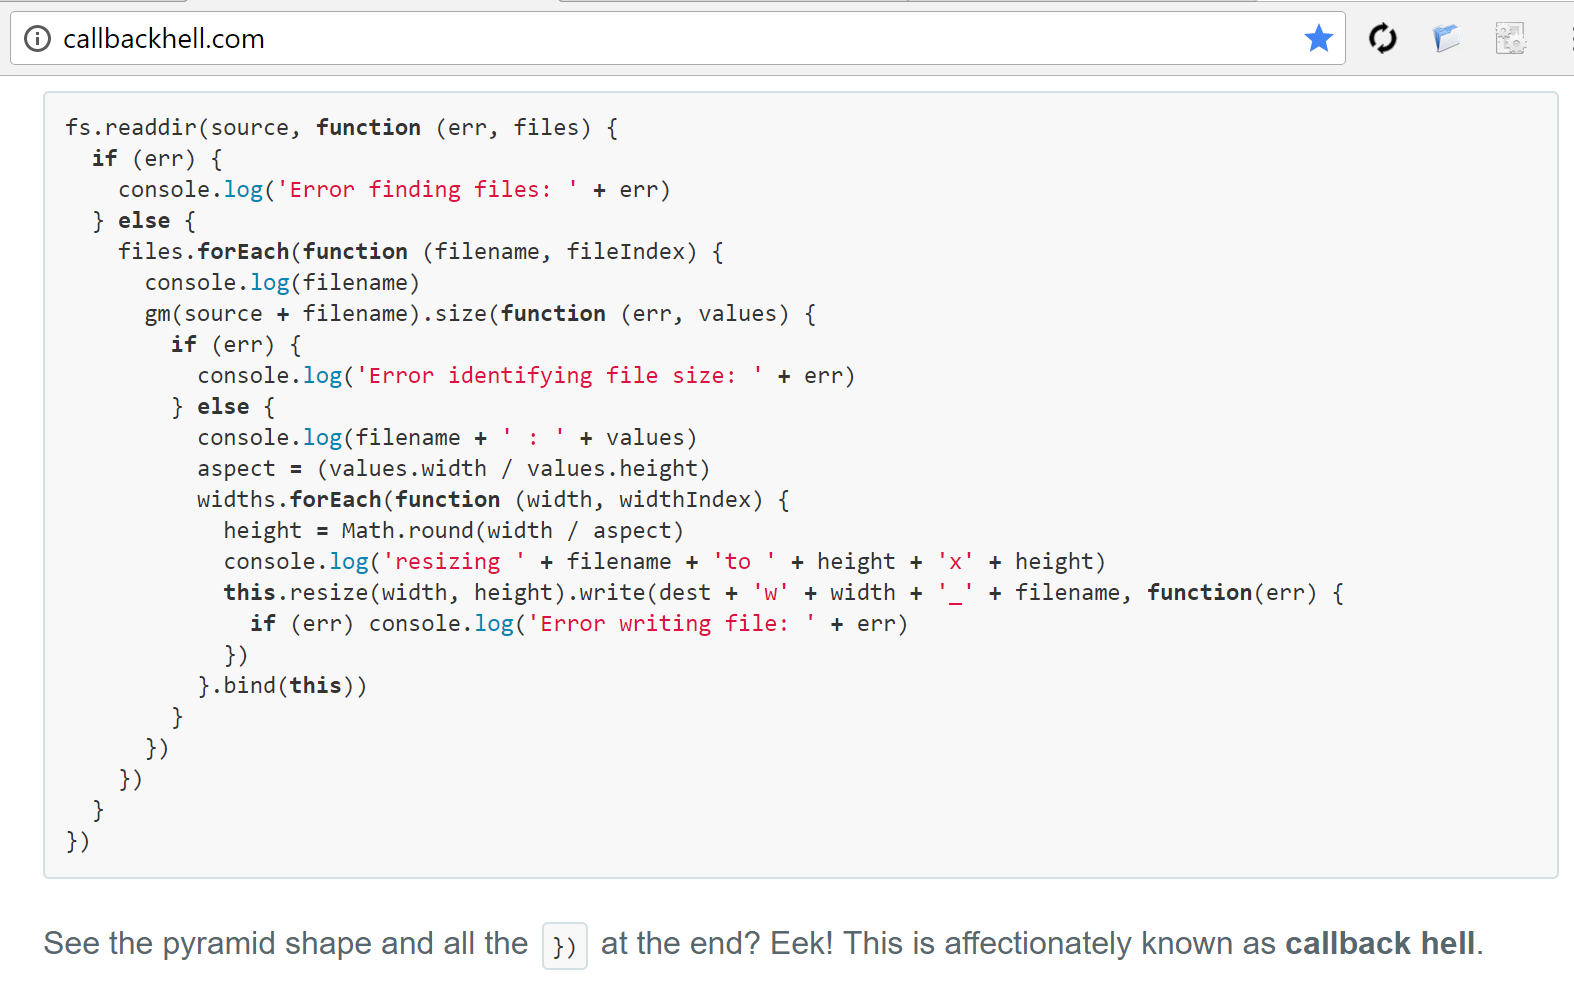 callbackhell.com
fs.readdir(source, function (err, files) {
  if (err) {
    console.log('Error finding files: ' + err)
  } else {
    files.forEach(function (filename, fileIndex) {
      console.log(filename)
      gm(source + filename).size(function (err, values) {
        if (err) {
          console.log('Error identifying file size: ' + err)
        } else {
          console.log(filename + ' : ' + values)
          aspect = (values.width / values.height)
          widths.forEach(function (width, widthIndex) {
            height = Math.round(width / aspect)
            console.log('resizing ' + filename + 'to ' + height + 'x' + height)
            this.resize(width, height).write(dest + 'w' + width + '_' + filename, function(err) {
              if (err) console.log('Error writing file: ' + err)
            })
          }.bind(this))
        }
      })
    })
  }
})
See the pyramid shape and all the }) at the end? Eek! This is affectionately known as callback hell.